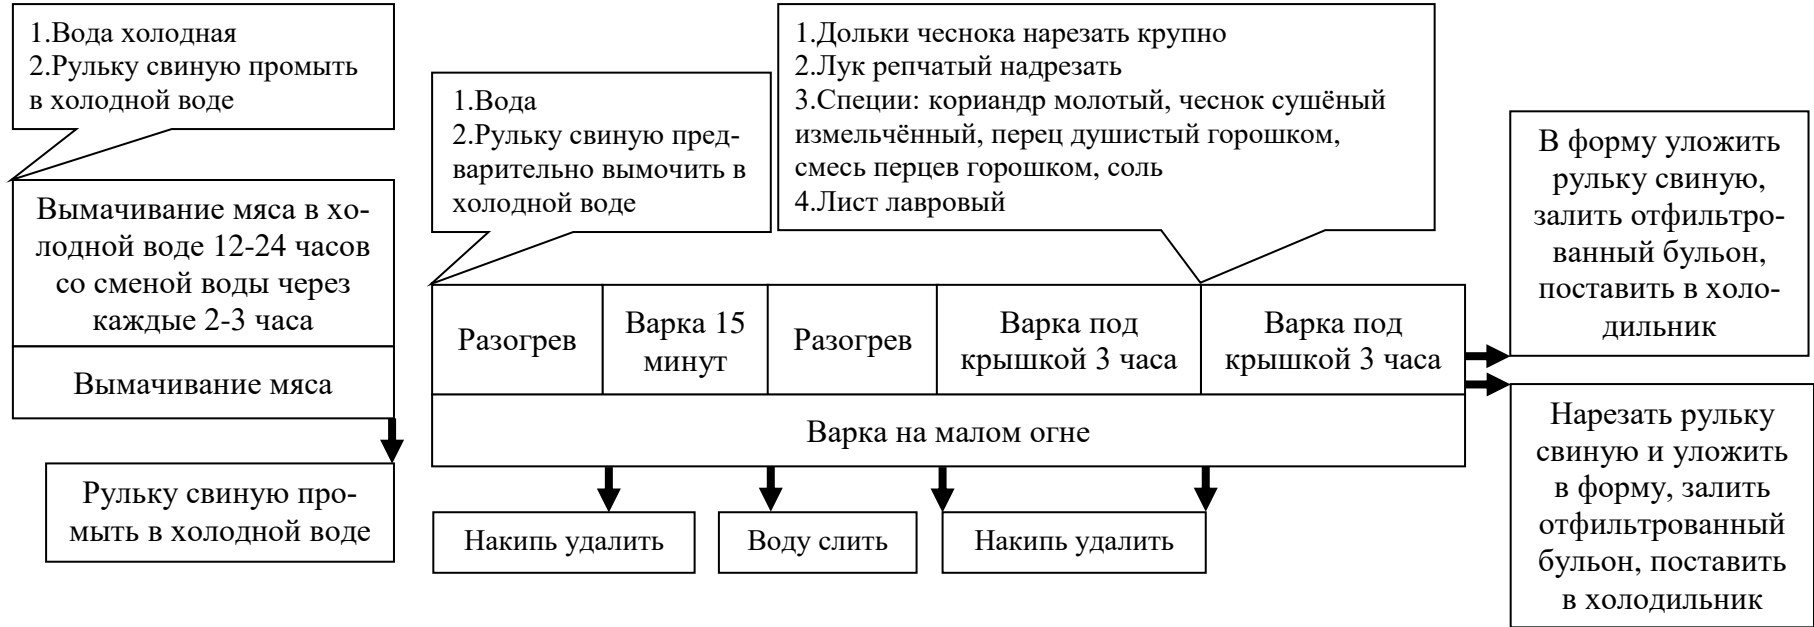 1.Вода холодная
2.Рульку свиную промыть
в холодной воде
Вымачивание мяса в хо-
лодной воде 12-24 часов
со сменой воды через
каждые 2-3 часа
Вымачивание мяса
Рульку свиную про-
мыть в холодной воде
1.Вода
2.Рульку свиную пред-
варительно вымочить в
холодной воде
1.Дольки чеснока нарезать крупно
2.Лук репчатый надрезать
3.Специи: кориандр молотый, чеснок сушёный
измельчённый, перец душистый горошком,
смесь перцев горошком, соль
4.Лист лавровый
Разогрев
Варка 15
минут
Разогрев
Варка под
крышкой 3 часа
Варка под
крышкой 3 часа
Варка на малом огне
Накипь удалить
Воду слить
Накипь удалить
В форму уложить
рульку свиную,
залить отфильтро-
ванный бульон,
поставить в холо-
дильник
Нарезать рульку
свиную и уложить
в форму, залить
отфильтрованный
бульон, поставить
в холодильник